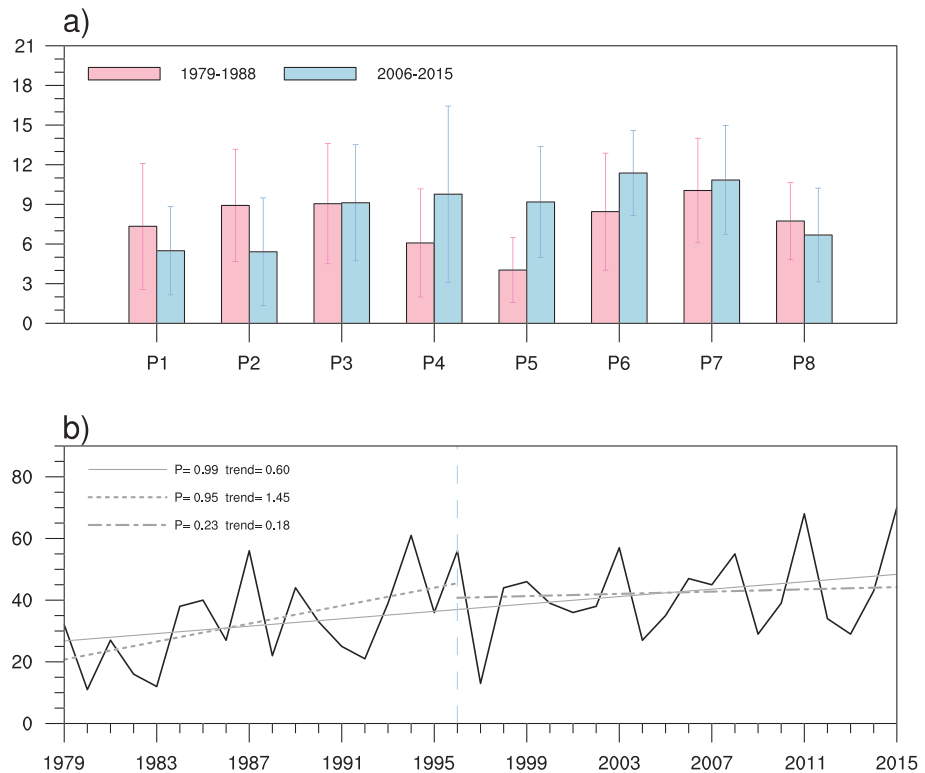 a)
21
18
15
12
9
6
3
0
1979-1988 2006-2015
P1 P2 P3 P4 P5 P6 P7 P8
b)
80
60
40
20
0
P= 0.99 trend= 0.60
P= 0.95 trend= 1.45
P= 0.23 trend= 0.18
1979 1983 1987 1991 1995 1999 2003 2007 2011 2015